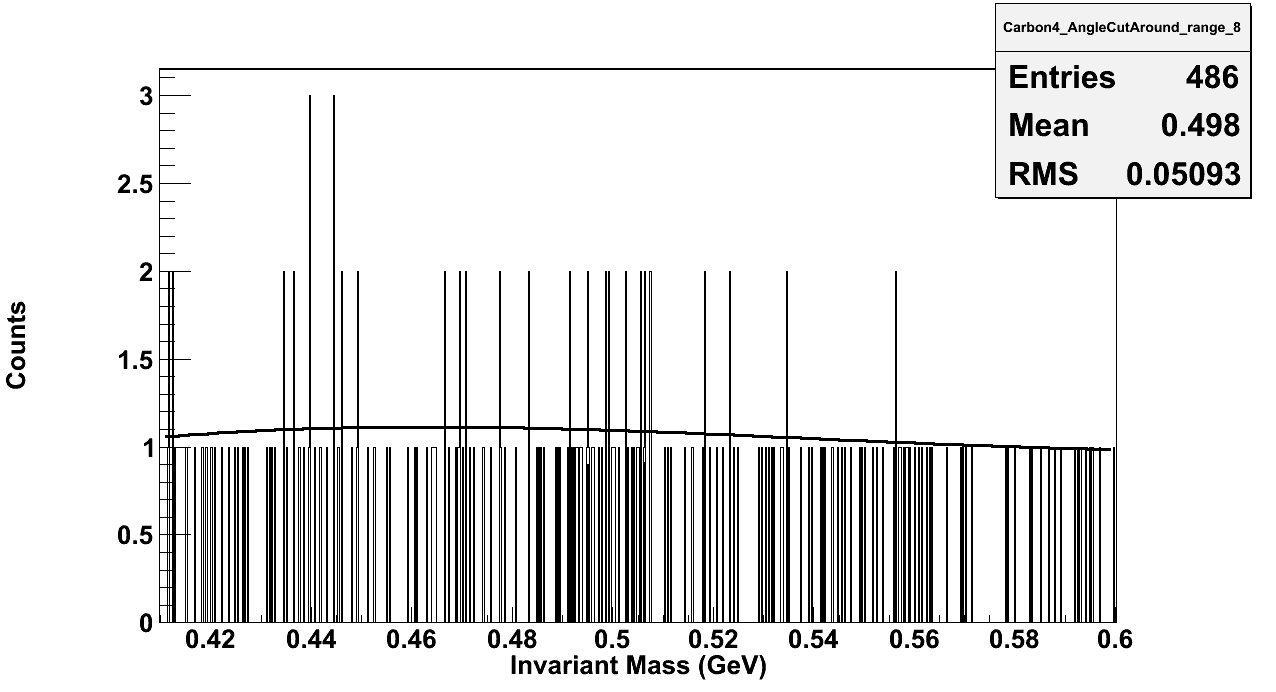 Carbon4_AngleCutAround_range_8
Entries 486
Mean 0.498
RMS 0.05093
3
2.5
2
1.5
1
0.5
0
Counts
0.42 0.44 0.46 0.48 0.5 0.52 0.54 0.56 0.58 0.6
Invariant Mass (GeV)